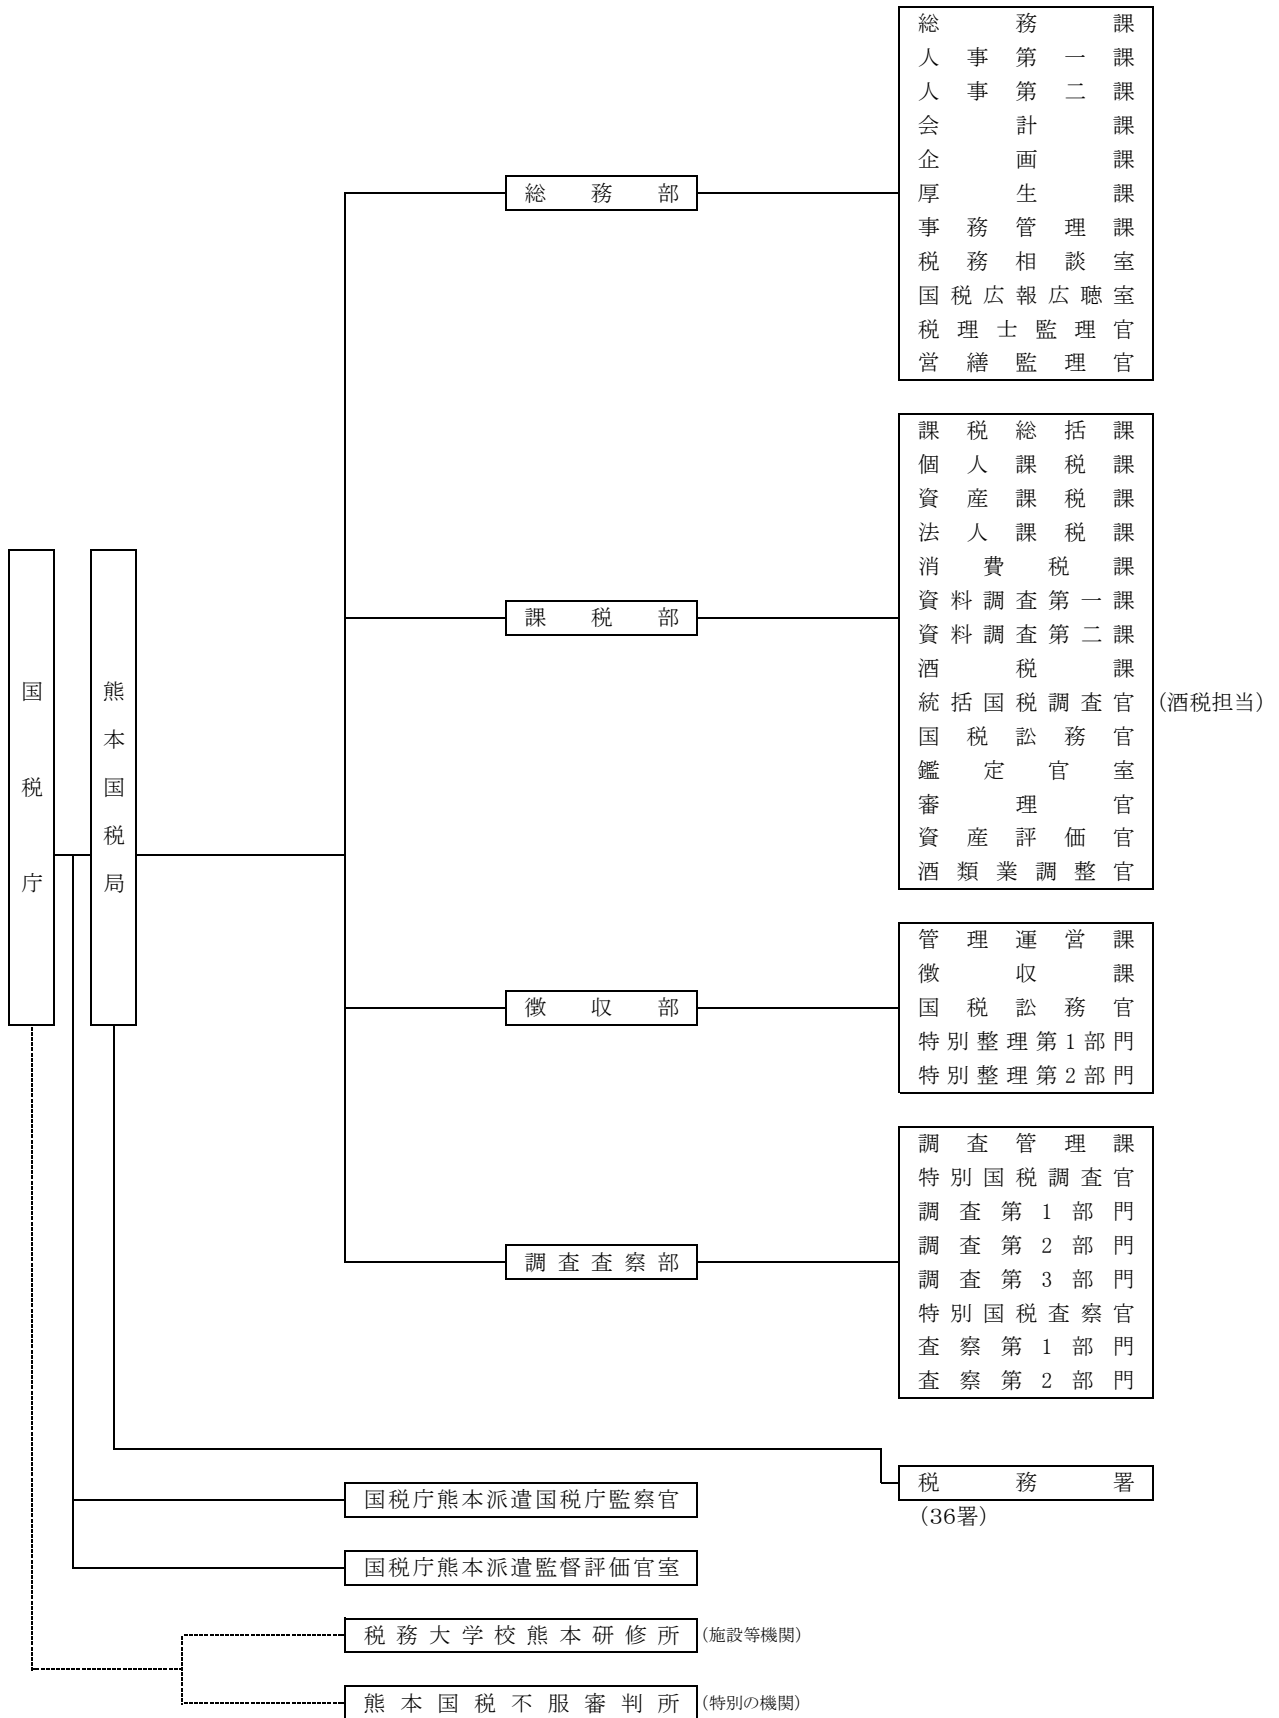 国税庁
熊本国税局
総務部
総務課
人事第一課
人事第二課
会計課
企画課
厚生課
事務管理課
税務相談室
国税広報広聴室
税理士監理官
営繕監理官
課税部
課税総括課
個人課税課
資産課税課
法人課税課
消費税課
資料調査第一課
資料調査第二課
酒税課
統括国税調査官（酒税担当）
国税訟務官
鑑定官室
審理官
資産評価官
酒類業調整官
徴収部
管理運営課
徴収課
国税訟務官
特別整理第1部門
特別整理第2部門
調査査察部
調査管理課
特別国税調査官
調査第1部門
調査第2部門
調査第3部門
特別国税査察官
査察第1部門
査察第2部門
税務署
（36署）
国税庁熊本派遣国税庁監察官
国税庁熊本派遣監督評価官室
税務大学校熊本研修所（施設等機関）
熊本国税不服審判所（特別の機関）